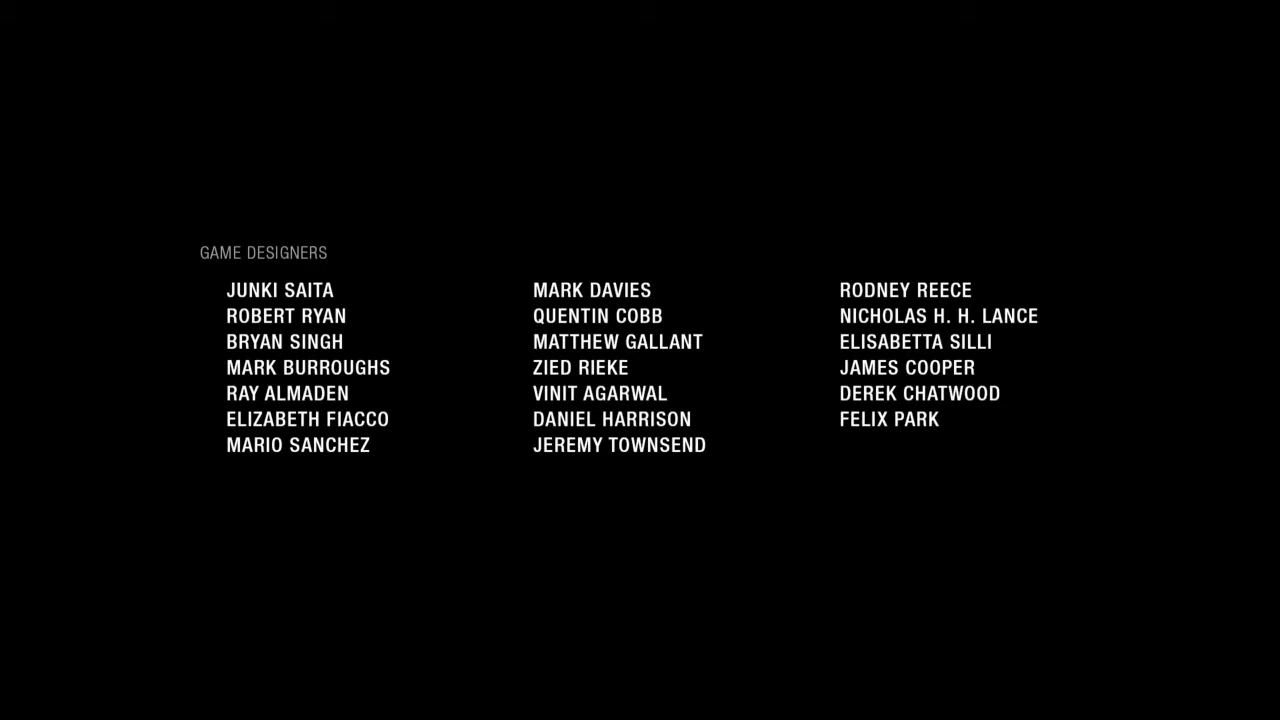 GAME DESIGNERS
JUNKI SAITA
ROBERT RYAN
BRYAN SINGH
MARK BURROUGHS
RAY ALMADEN
ELIZABETH FIACCO
MARIO SANCHEZ
MARK DAVIES
QUENTIN COBB
MATTHEW GALLANT
ZIED RIEKE
VINIT AGARWAL
DANIEL HARRISON
JEREMY TOWNSEND
RODNEY REECE
NICHOLAS H. H. LANCE
ELISABETTA SILLI
JAMES COOPER
DEREK CHATWOOD
FELIX PARK